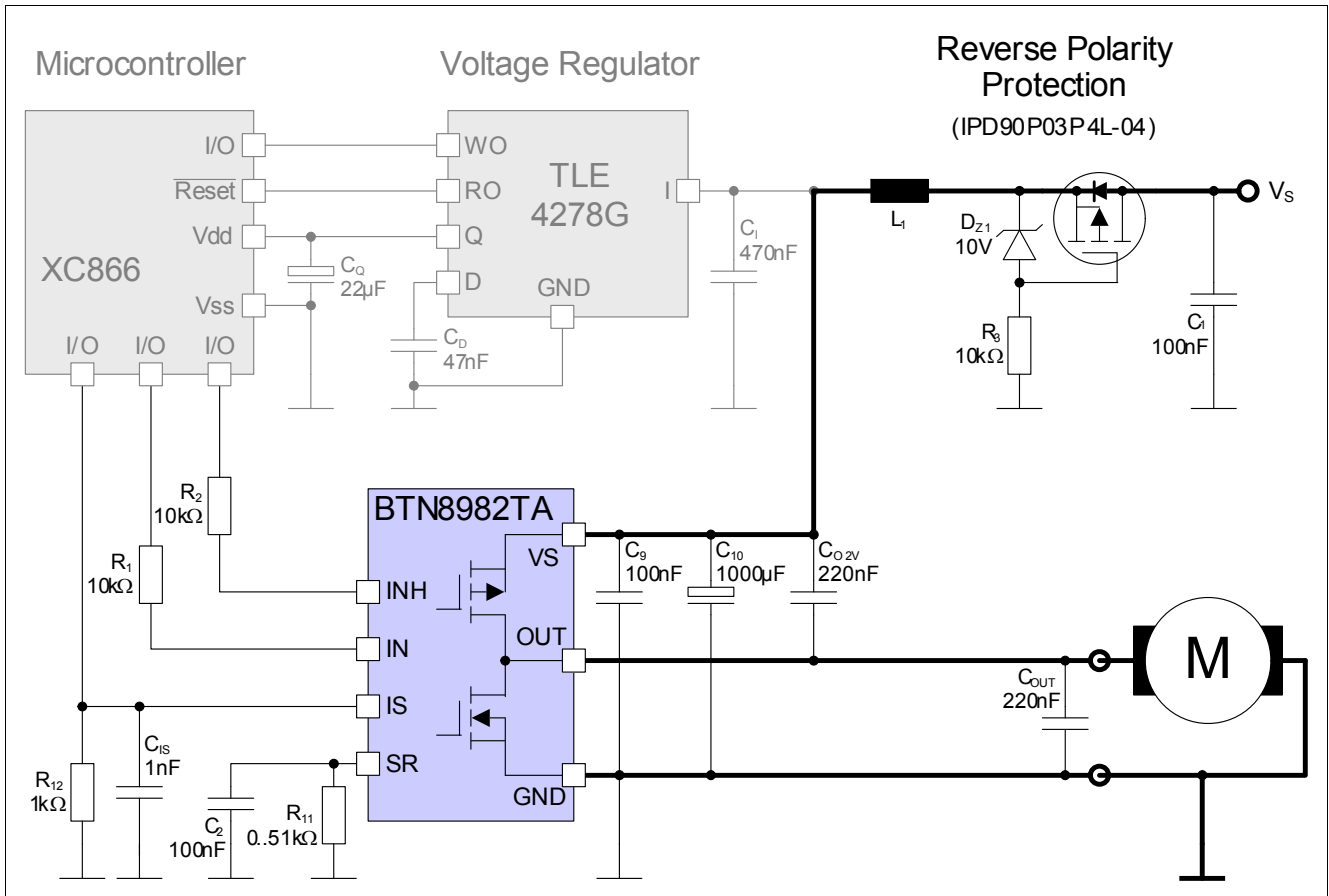 Microcontroller
Voltage Regulator
Reverse Polarity
Protection
(IPD90P03P4L-04)
I/O
Reset
Vdd
XC866
Vss
I/O
I/O
I/O
WO
RO
Q
D
TLE
4278G
I
GND
CQ
22µF
CD
47nF
CI
470nF
L1
DZ1
10V
R3
10kΩ
VS
C1
100nF
R2
10kΩ
R1
10kΩ
BTN8982TA
VS
INH
OUT
IN
IS
SR
GND
C9
100nF
C10
1000µF
CO2V
220nF
COUT
220nF
M
R12
1kΩ
CIS
1nF
C2
100nF
R11
0..51kΩ